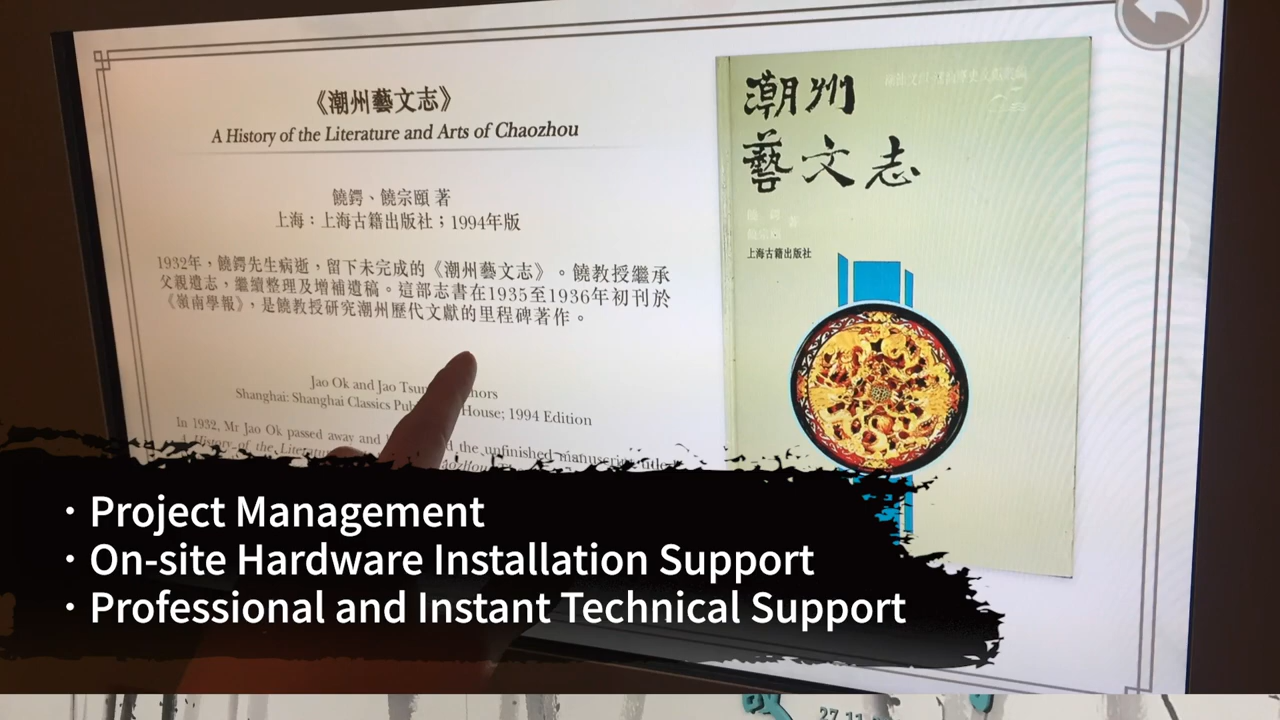 《潮州藝文志》
A History of the Literature and Arts of Chaozhou
饒鍔、饒宗頤 著
上海：上海古籍出版社；1994年版
1932年，饒鍔先生病逝，留下未完成的《潮州藝文志》。饒教授繼承
父親遺志，繼續整理及增補遺稿。這部志書在1935至1936年初刊於
《嶺南學報》，是饒教授研究潮州歷代文獻的里程碑著作。
Jao Ok and Jao
Shanghai: Shanghai Classics House; 1994 Edition
In 1932, Mr Jao Ok passed away and the unfinished manuscript
A History of the
潮州
藝文志
上海古籍出版社
· Project Management
· On-site Hardware Installation Support
· Professional and Instant Technical Support
27.11